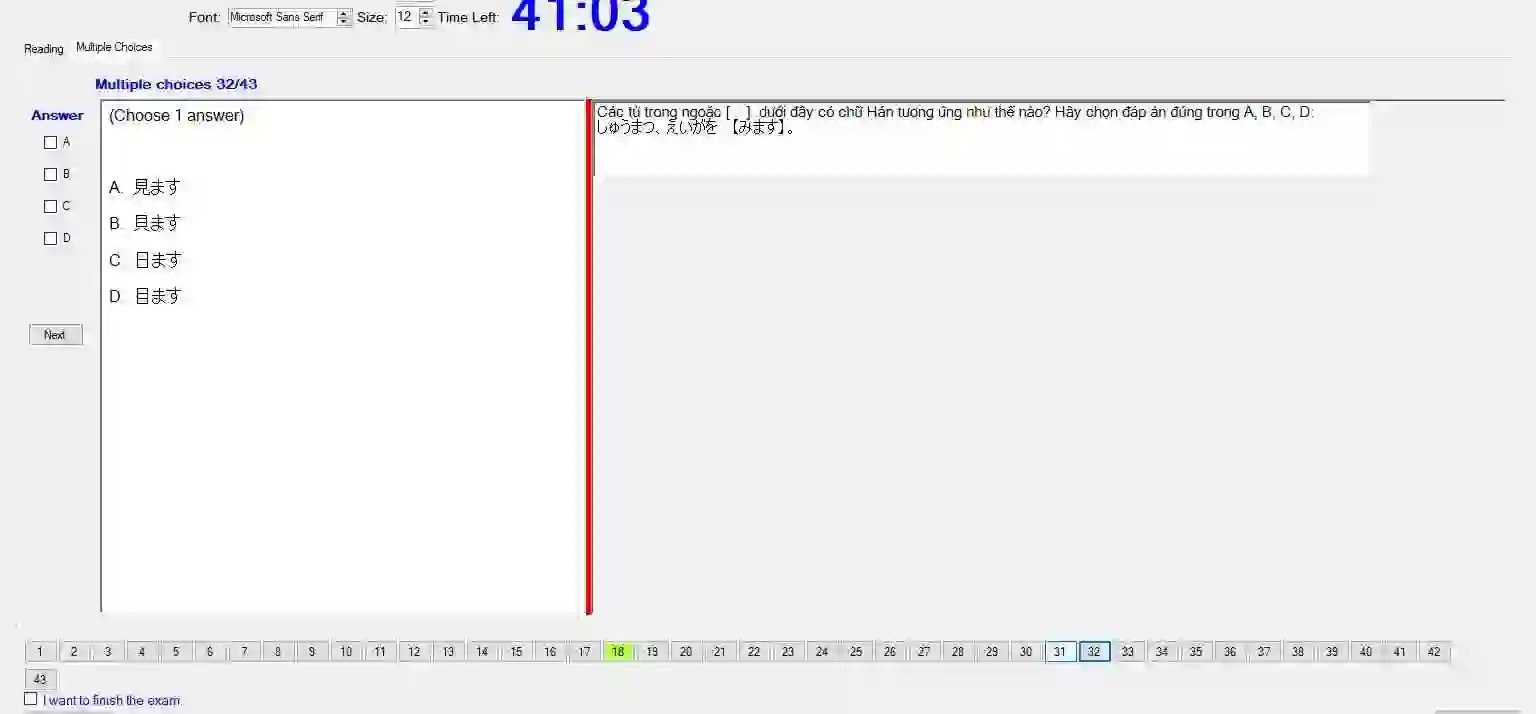 Font: Microsoft Sans Serif Size: 12 Time Left: 41:03
Reading Multiple Choices
Multiple choices 32/43
Answer
A
B
C
D
Next
(Choose 1 answer)
A. 見ます
B. 貝ます
C 日ます
D. 目ます
Các từ trong ngoặc [ ] dưới đây có chữ Hán tương ứng như thế nào? Hãy chọn đáp án đúng trong A, B, C, D:
しゅうまつ、えいがを 【みます】。
1 2 3 4 5 6 7 8 9 10 11 12 13 14 15 16 17 18 19 20 21 22 23 24 25 26 27 28 29 30 31 32 33 34 35 36 37 38 39 40 41 42
43
I want to finish the exam.